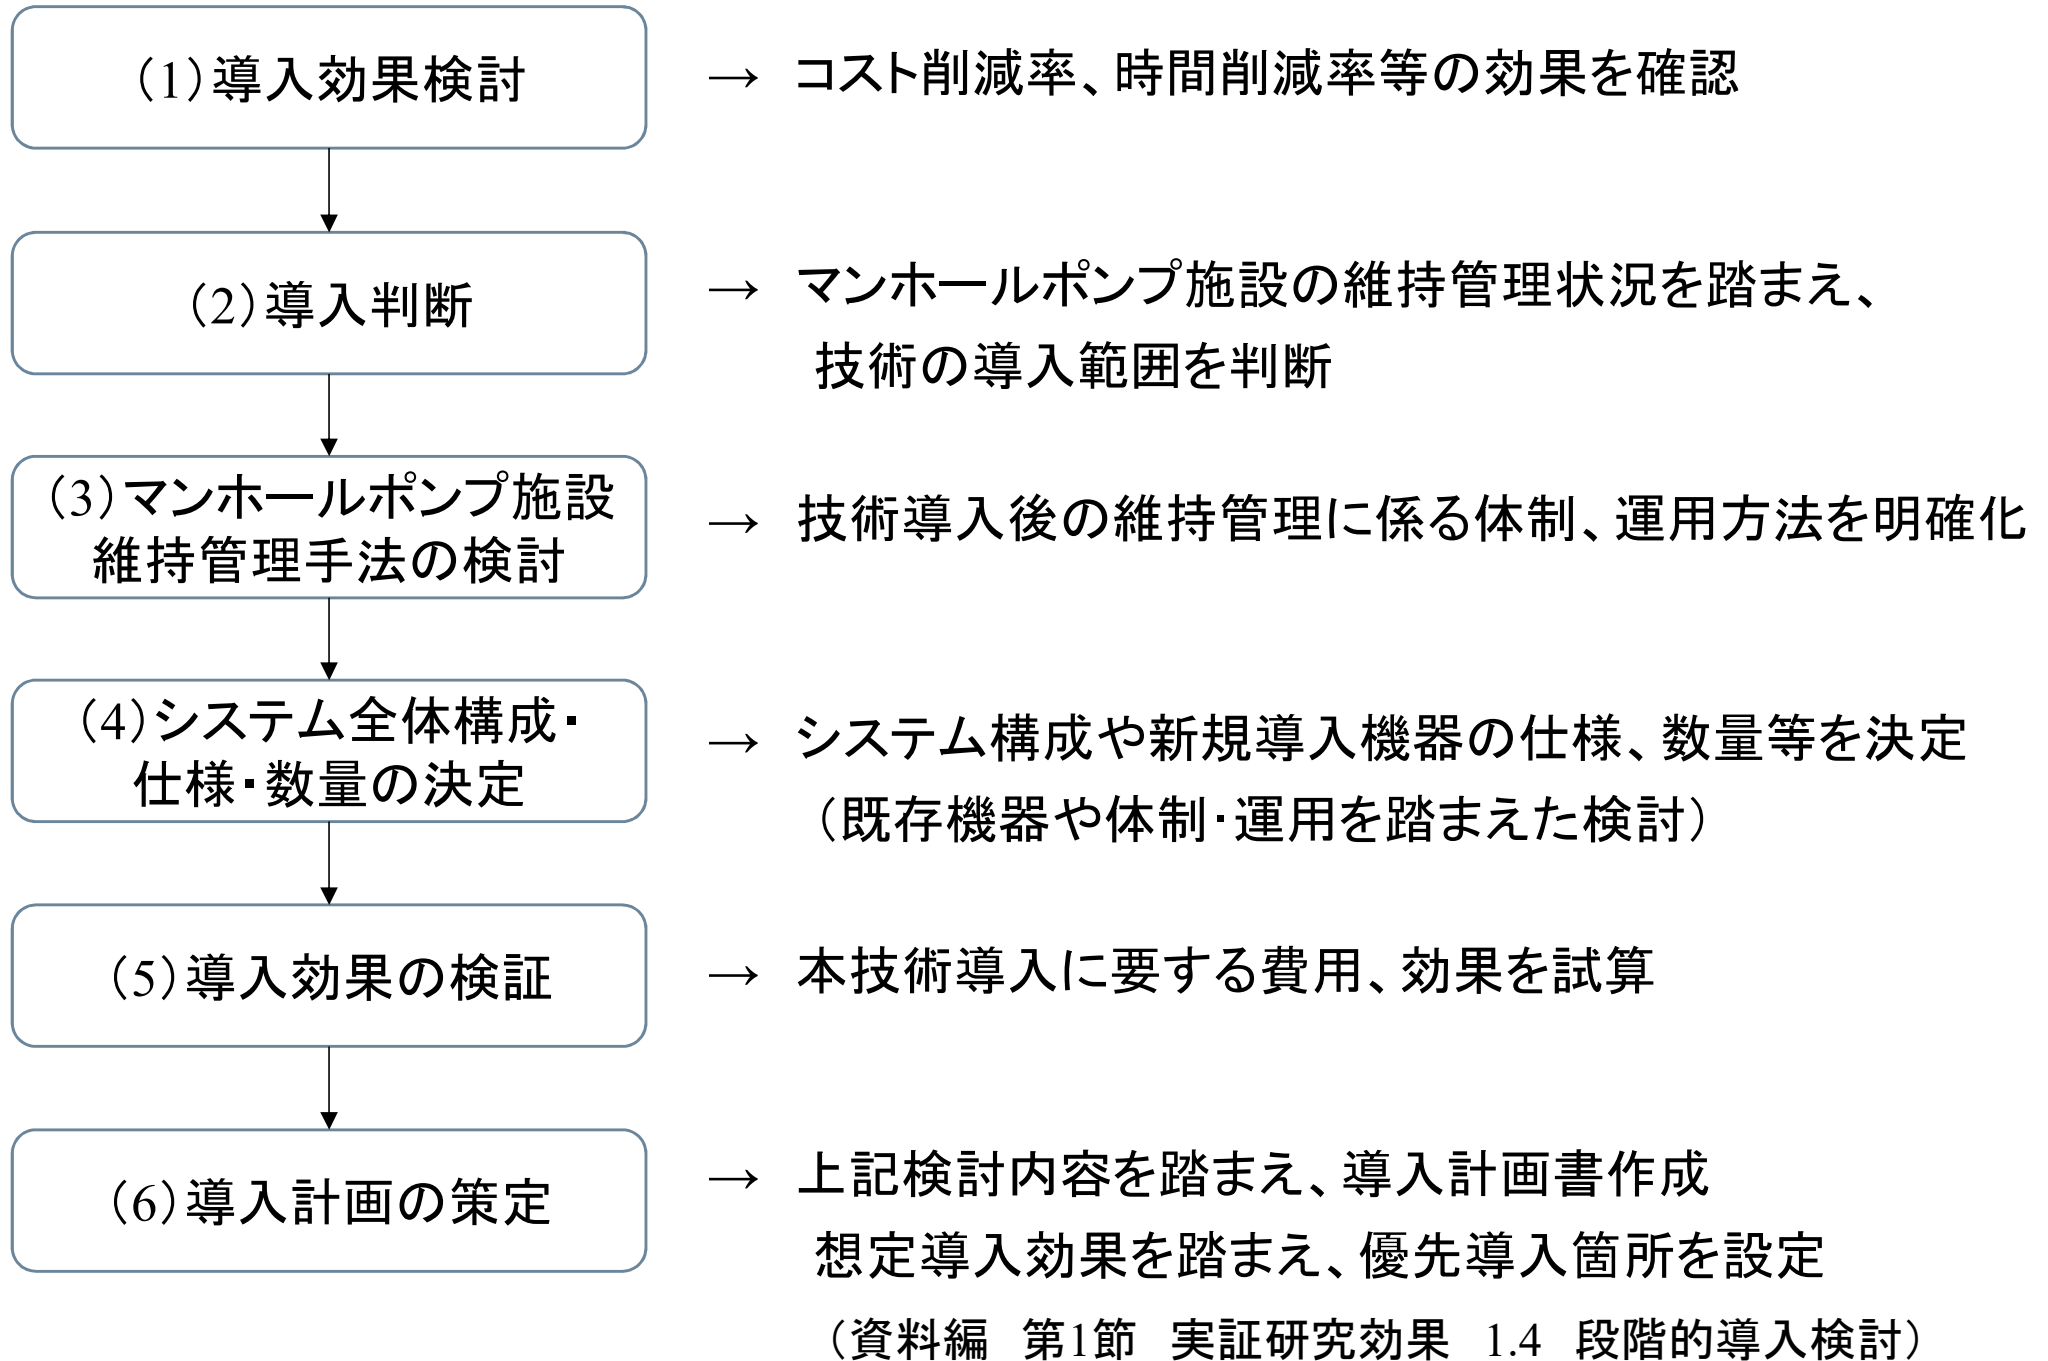 (1)導入効果検討
→ コスト削減率、時間削減率等の効果を確認
(2)導入判断
→ マンホールポンプ施設の維持管理状況を踏まえ、
技術の導入範囲を判断
(3)マンホールポンプ施設
維持管理手法の検討
→ 技術導入後の維持管理に係る体制、運用方法を明確化
(4)システム全体構成・
仕様・数量の決定
→ システム構成や新規導入機器の仕様、数量等を決定
（既存機器や体制・運用を踏まえた検討）
(5)導入効果の検証
→ 本技術導入に要する費用、効果を試算
(6)導入計画の策定
→ 上記検討内容を踏まえ、導入計画書作成
想定導入効果を踏まえ、優先導入箇所を設定
（資料編　第1節　実証研究効果　1.4　段階的導入検討）